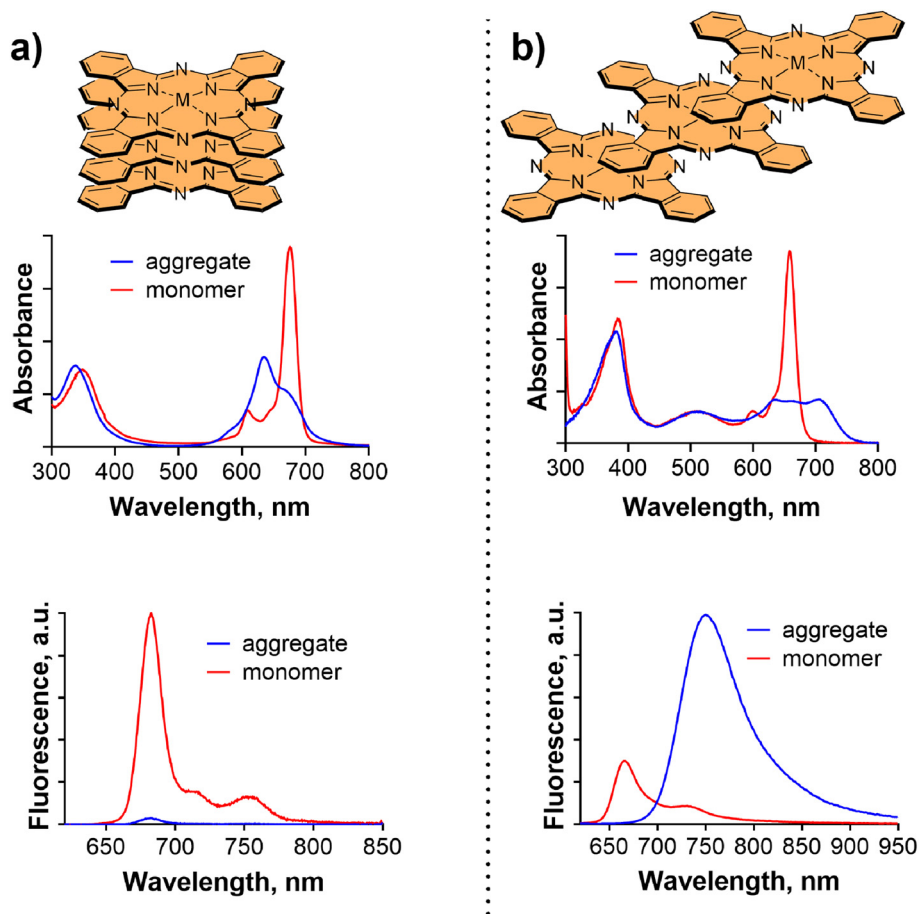 a)
N
N
M
N
N
N
N
N
N
N
N
aggregate
monomer
Absorbance
300 400 500 600 700 800
Wavelength, nm
aggregate
monomer
Fluorescence, a.u.
650 700 750 800 850
Wavelength, nm
b)
N
N N
M
N N
N N
N
aggregate
monomer
Absorbance
300 400 500 600 700 800
Wavelength, nm
aggregate
monomer
Fluorescence, a.u.
650 700 750 800 850 900 950
Wavelength, nm